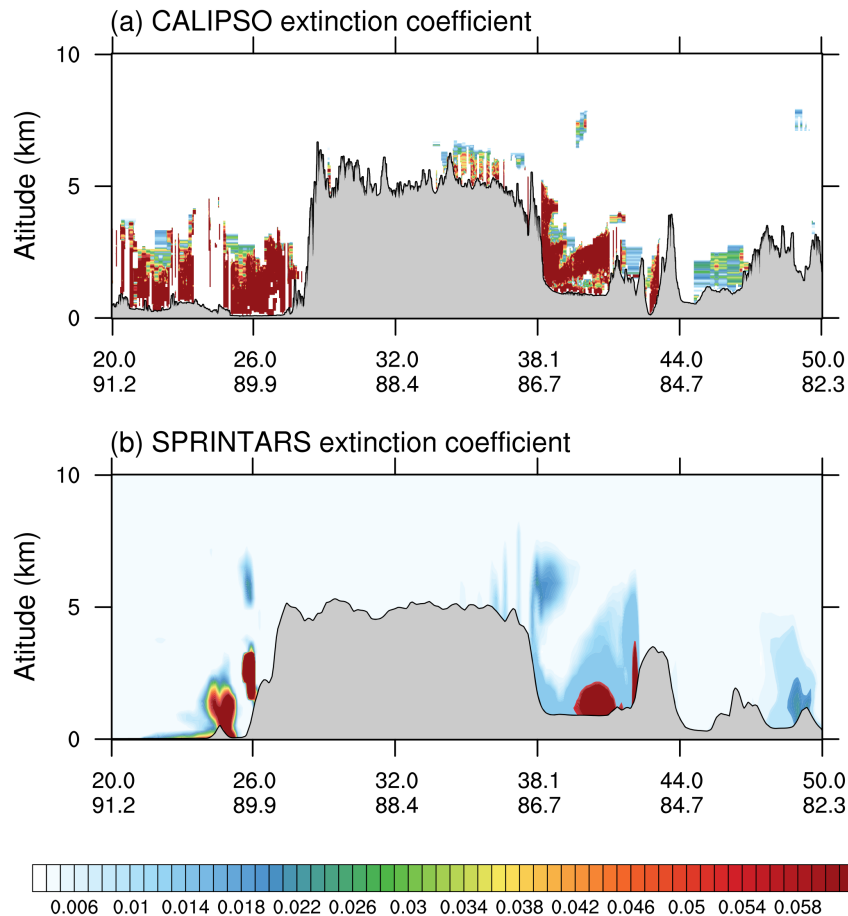 (a) CALIPSO extinction coefficient
10
5
0
Atitude (km)
20.0 26.0 32.0 38.1 44.0 50.0
91.2 89.9 88.4 86.7 84.7 82.3
(b) SPRINTARS extinction coefficient
10
5
0
Atitude (km)
20.0 26.0 32.0 38.1 44.0 50.0
91.2 89.9 88.4 86.7 84.7 82.3
0.006 0.01 0.014 0.018 0.022 0.026 0.03 0.034 0.038 0.042 0.046 0.05 0.054 0.058